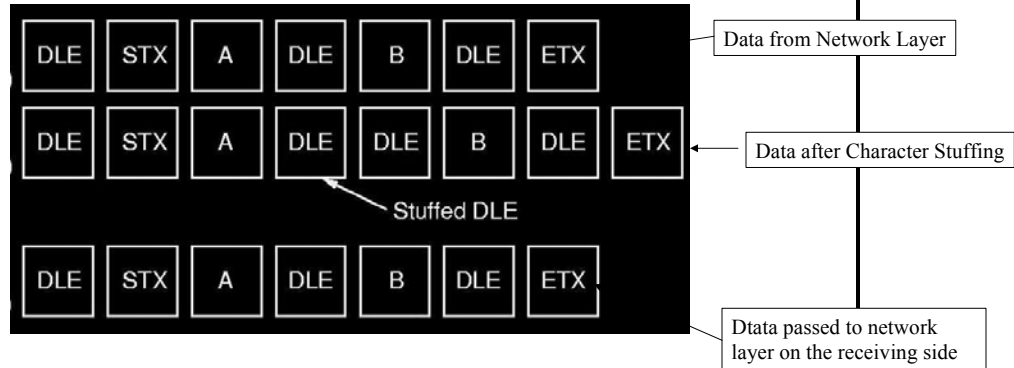 DLE STX A DLE B DLE ETX
Data from Network Layer
DLE STX A DLE DLE B DLE ETX
Data after Character Stuffing
Stuffed DLE
DLE STX A DLE B DLE ETX
Dtata passed to network
layer on the receiving side